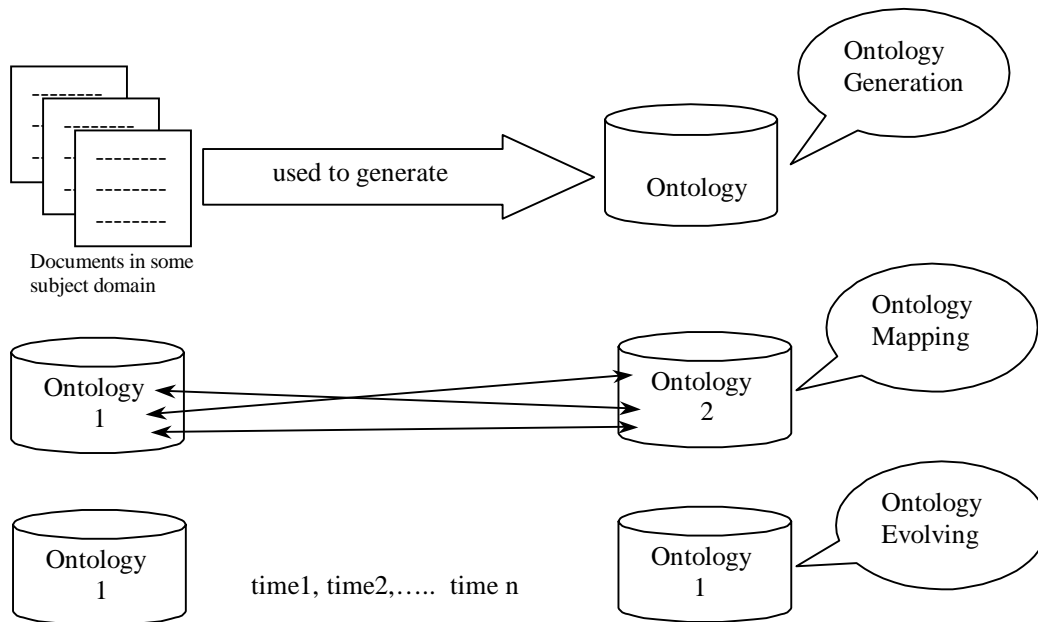 Ontology
Generation
used to generate
Ontology
Documents in some
subject domain
Ontology
Mapping
Ontology
1
Ontology
2
Ontology
Evolving
Ontology
1
time1, time2,….. time n
Ontology
1